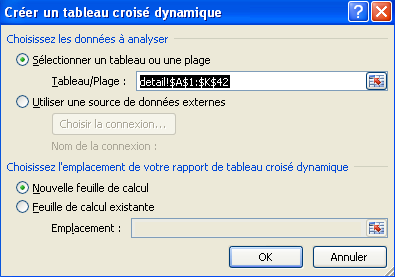 Créer un tableau croisé dynamique
Choisissez les données à analyser
Sélectionner un tableau ou une plage
Tableau/Plage : detail!$A$1:$K$42
Utiliser une source de données externes
Choisir la connexion...
Nom de la connexion :
Choisissez l'emplacement de votre rapport de tableau croisé dynamique
Nouvelle feuille de calcul
Feuille de calcul existante
Emplacement :
OK Annuler